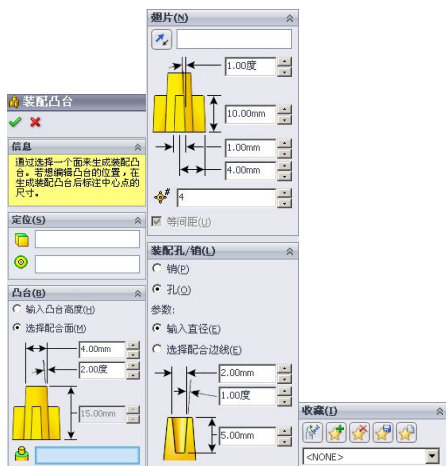 装配凸台
信息
通过选择一个面来生成装配凸
台。若想编辑凸台的位置，在
生成装配凸台后标注中心点的
尺寸。
定位(S)
凸台(B)
输入凸台高度(H)
选择配合面(M)
4.00mm
2.00度
15.00mm
翅片(N)
1.00度
10.00mm
1.00mm
4.00mm
#
4
等间距(U)
装配孔/销(L)
销(P)
孔(O)
参数:
输入直径(E)
选择配合边线(E)
2.00mm
1.00度
5.00mm
收藏(I)
<NONE>